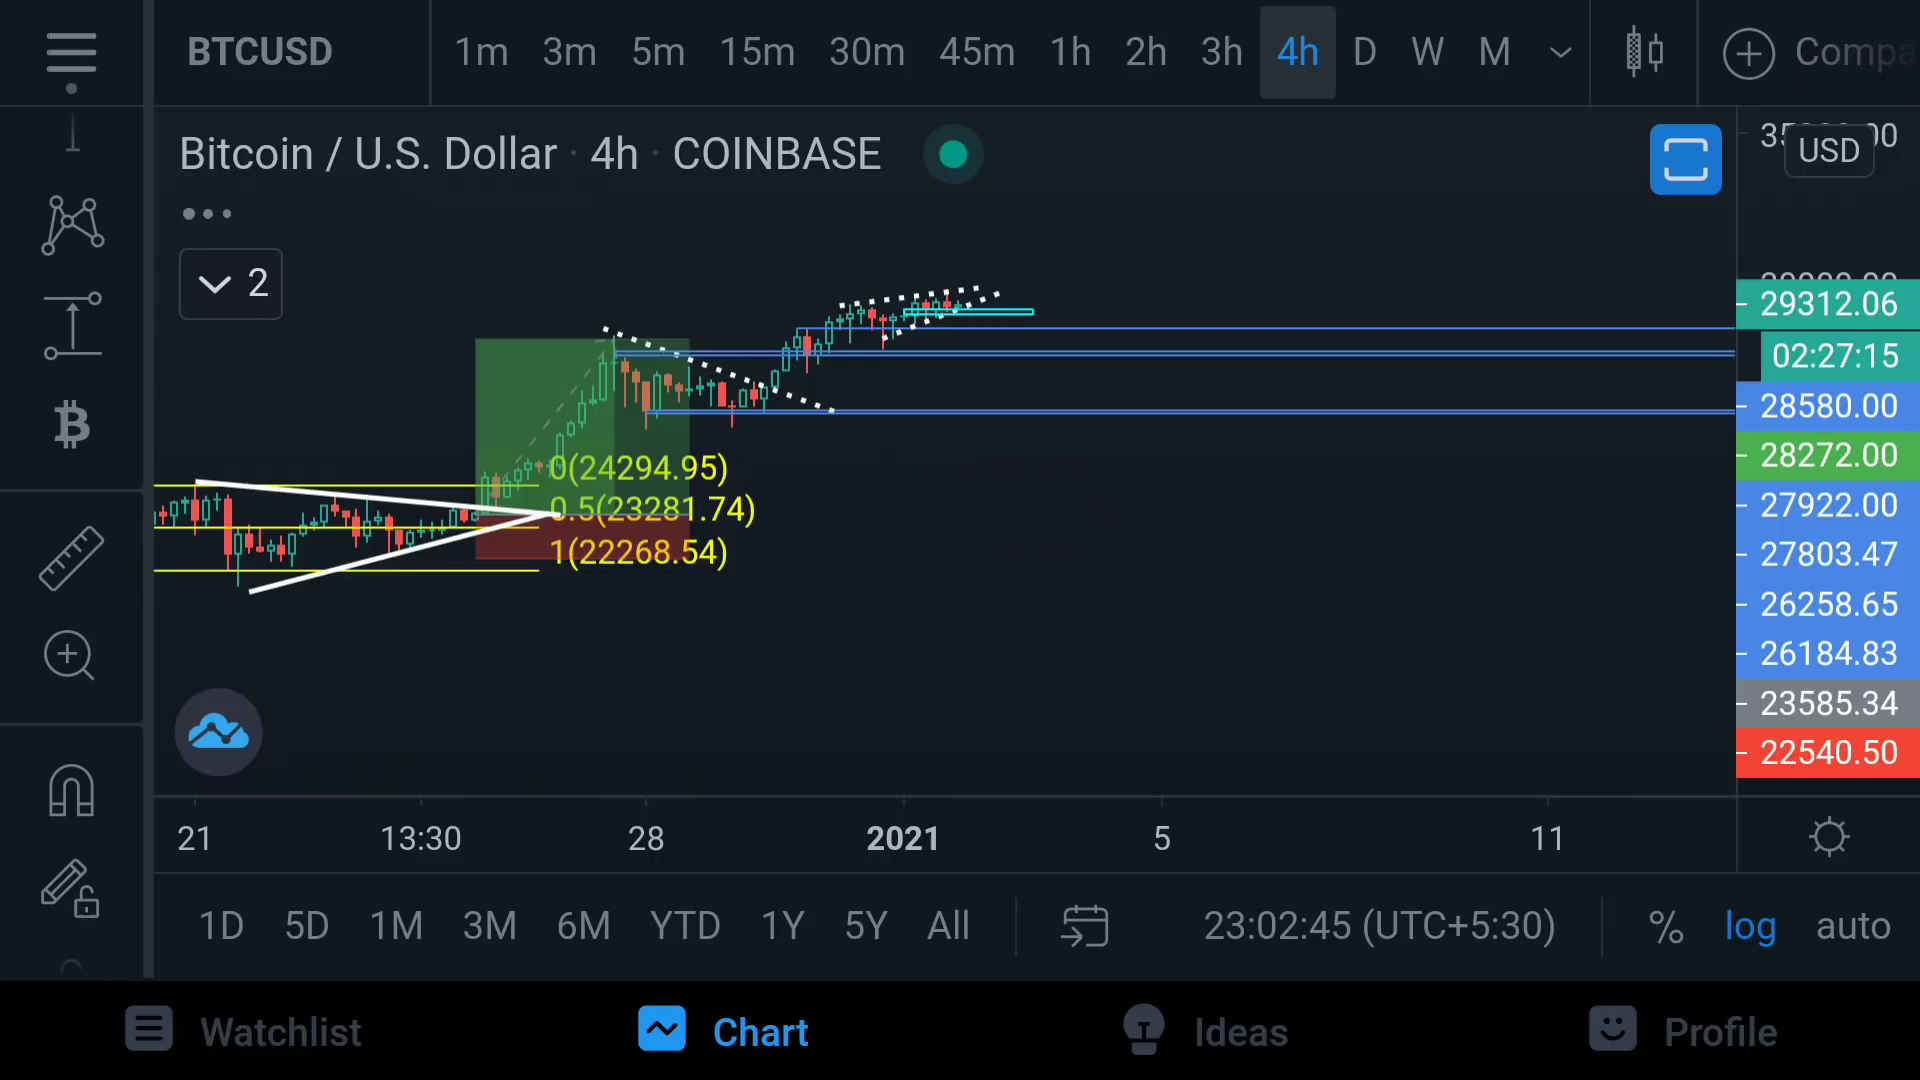 BTCUSD 1m 3m 5m 15m 30m 45m 1h 2h 3h 4h D W M
Bitcoin / U.S. Dollar · 4h · COINBASE
USD
2
29312.06
02:27:15
28580.00
28272.00
27922.00
27803.47
26258.65
26184.83
23585.34
22540.50
0(24294.95)
0.5(23281.74)
1(22268.54)
21 13:30 28 2021 5 11
1D 5D 1M 3M 6M YTD 1Y 5Y All 23:02:45 (UTC+5:30) % log auto
Watchlist Chart Ideas Profile